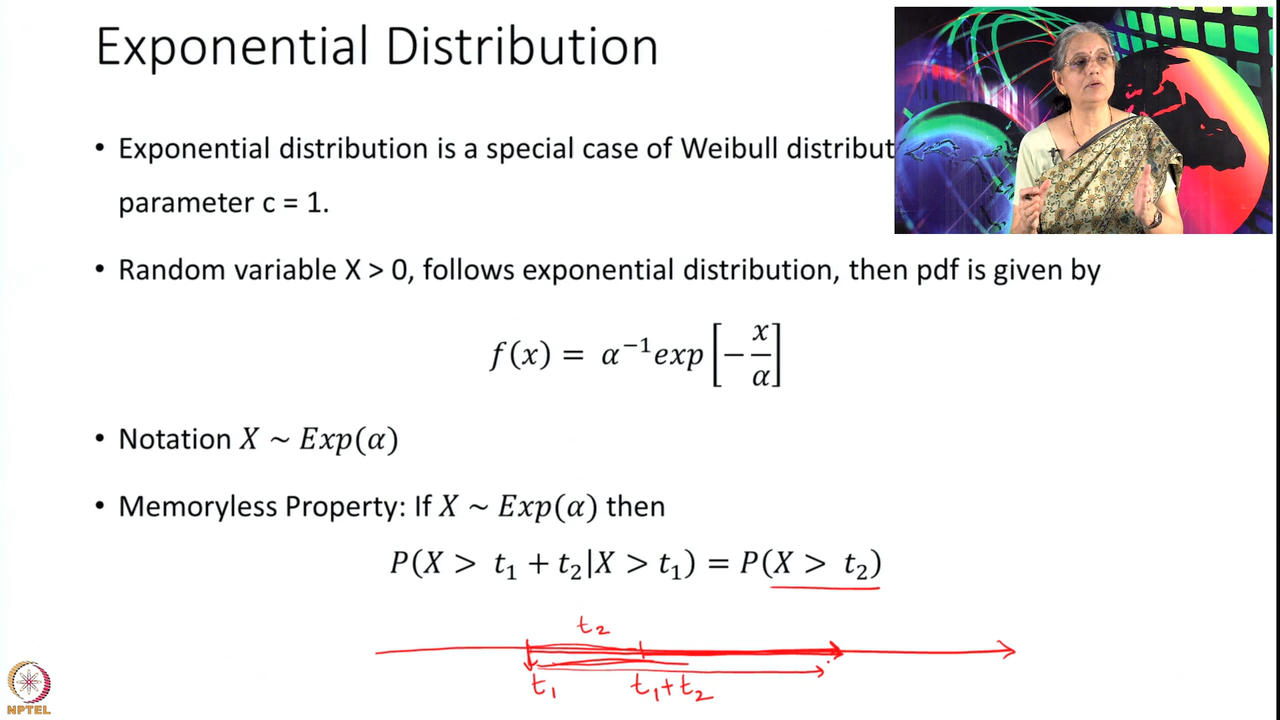 Exponential Distribution
• Exponential distribution is a special case of Weibull distribut
parameter c = 1.
• Random variable X > 0, follows exponential distribution, then pdf is given by
f(x) = α⁻¹exp[−x/α]
• Notation X ~ Exp(α)
• Memoryless Property: If X ~ Exp(α) then
P(X > t₁ + t₂|X > t₁) = P(X > t₂)
t₂
t₁ t₁+t₂
NPTEL